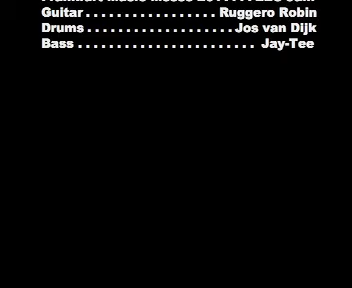 Guitar . . . . . . . . . . . . . . . . . Ruggero Robin
Drums . . . . . . . . . . . . . . . . . . . Jos van Dijk
Bass . . . . . . . . . . . . . . . . . . . . . . . Jay-Tee